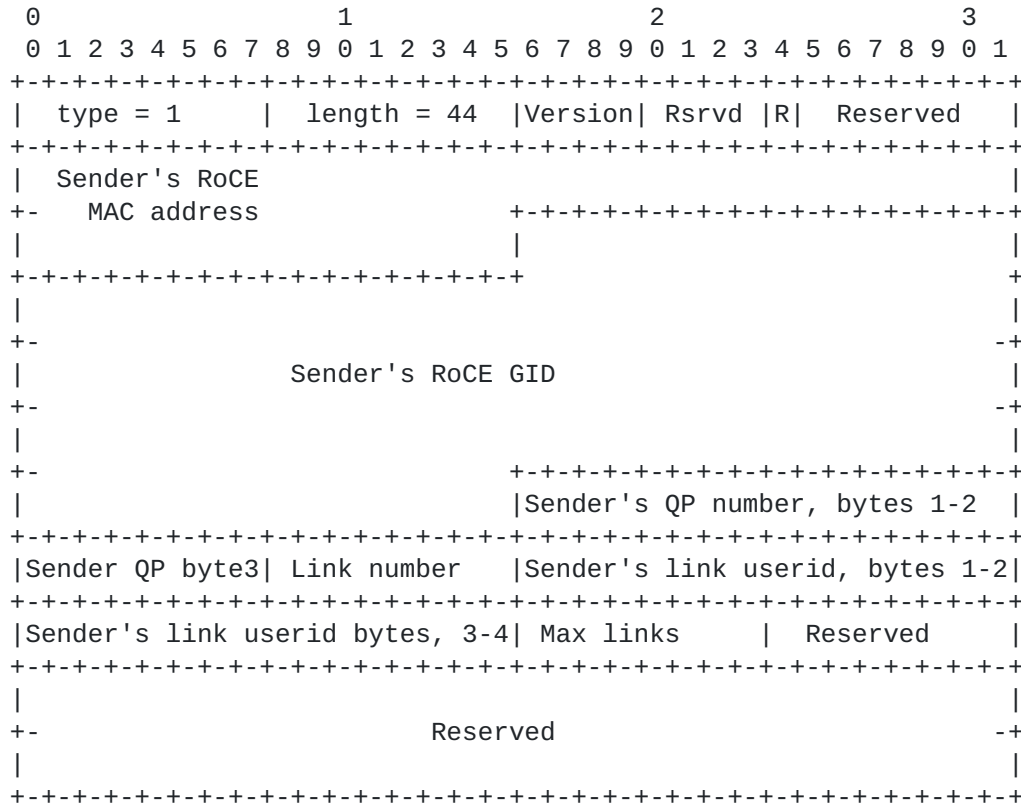 0                   1                   2                   3
 0 1 2 3 4 5 6 7 8 9 0 1 2 3 4 5 6 7 8 9 0 1 2 3 4 5 6 7 8 9 0 1
+-+-+-+-+-+-+-+-+-+-+-+-+-+-+-+-+-+-+-+-+-+-+-+-+-+-+-+-+-+-+-+-+
|  type = 1     |  length = 44  |Version| Rsrvd |R|  Reserved   |
+-+-+-+-+-+-+-+-+-+-+-+-+-+-+-+-+-+-+-+-+-+-+-+-+-+-+-+-+-+-+-+-+
|  Sender's RoCE                                                |
+-   MAC address                +-+-+-+-+-+-+-+-+-+-+-+-+-+-+-+-+
|                               |                               |
+-+-+-+-+-+-+-+-+-+-+-+-+-+-+-+-+                               +
|                                                               |
+-                                                             -+
|                 Sender's RoCE GID                             |
+-                                                             -+
|                                                               |
+-                              +-+-+-+-+-+-+-+-+-+-+-+-+-+-+-+-+
|                               |Sender's QP number, bytes 1-2  |
+-+-+-+-+-+-+-+-+-+-+-+-+-+-+-+-+-+-+-+-+-+-+-+-+-+-+-+-+-+-+-+-+
|Sender QP byte3| Link number   |Sender's link userid, bytes 1-2|
+-+-+-+-+-+-+-+-+-+-+-+-+-+-+-+-+-+-+-+-+-+-+-+-+-+-+-+-+-+-+-+-+
|Sender's link userid bytes, 3-4| Max links     |  Reserved     |
+-+-+-+-+-+-+-+-+-+-+-+-+-+-+-+-+-+-+-+-+-+-+-+-+-+-+-+-+-+-+-+-+
|                                                               |
+-                         Reserved                            -+
|                                                               |
+-+-+-+-+-+-+-+-+-+-+-+-+-+-+-+-+-+-+-+-+-+-+-+-+-+-+-+-+-+-+-+-+